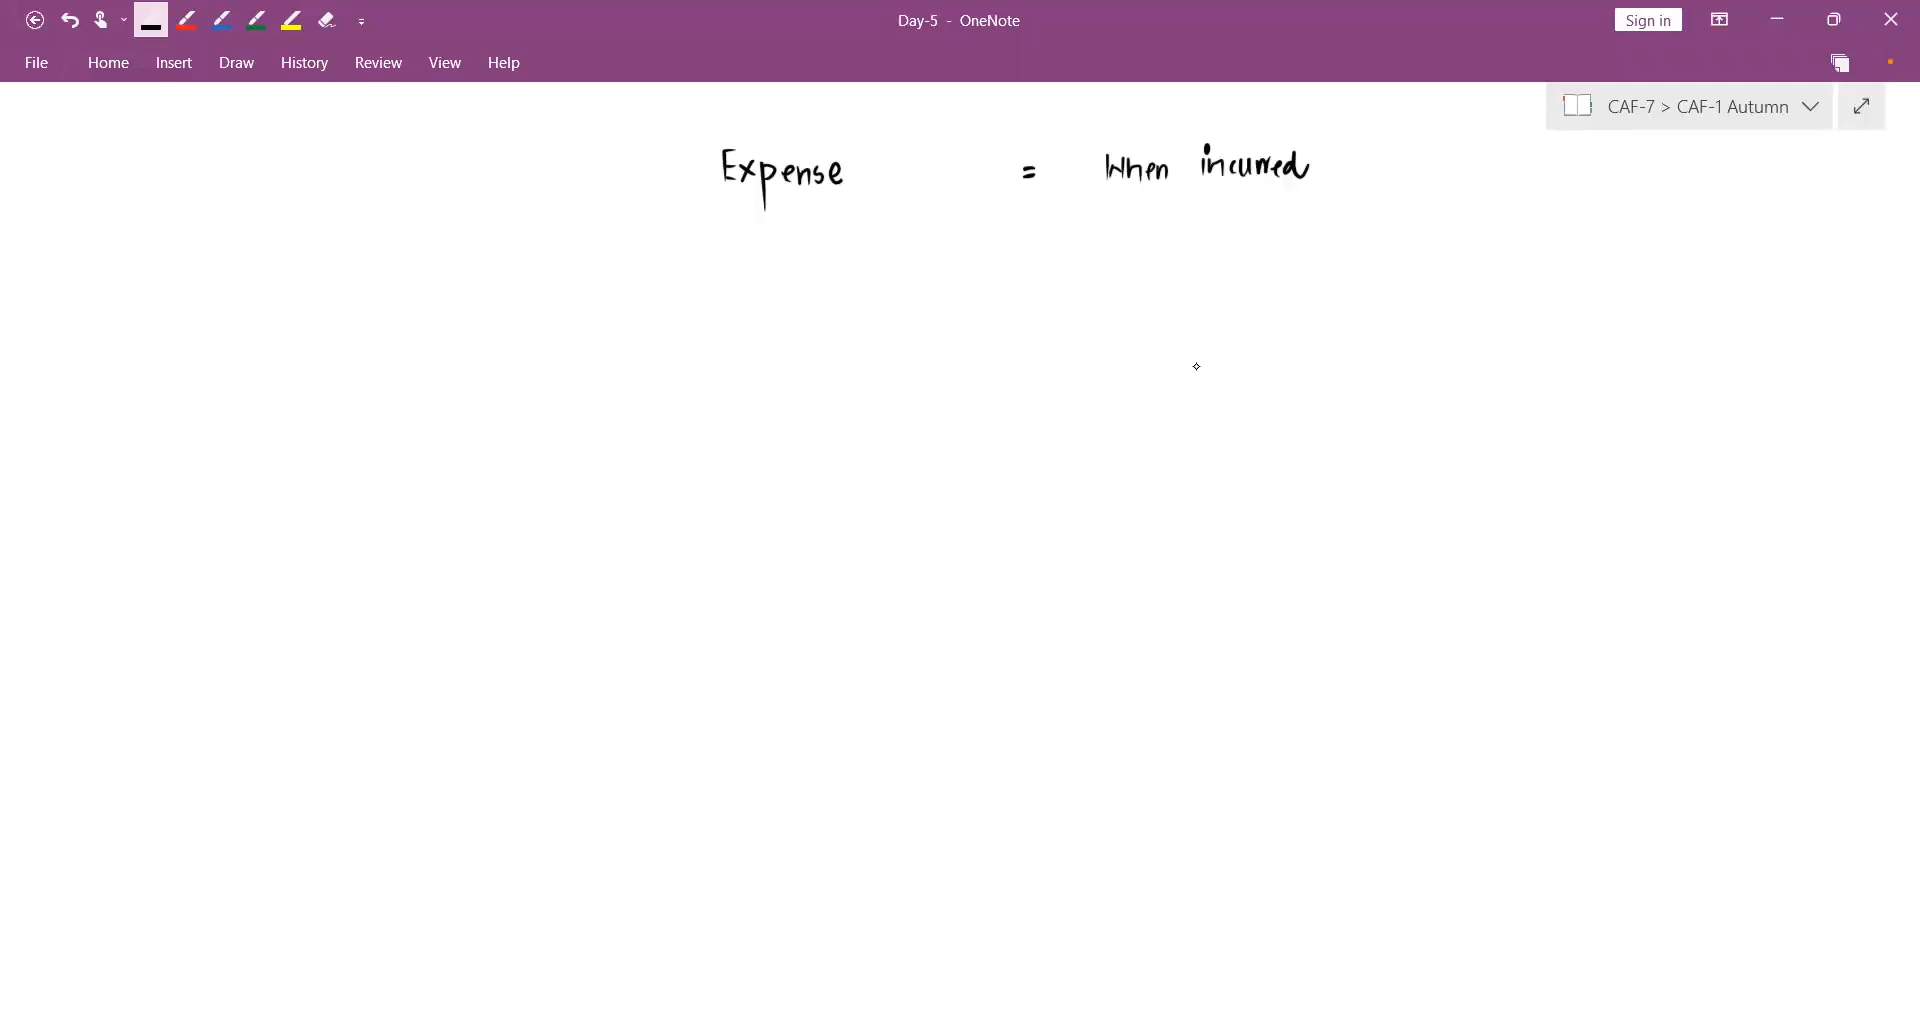 Day-5 - OneNote
Sign in
File Home Insert Draw History Review View Help
CAF-7 > CAF-1 Autumn
Expense = When incurred